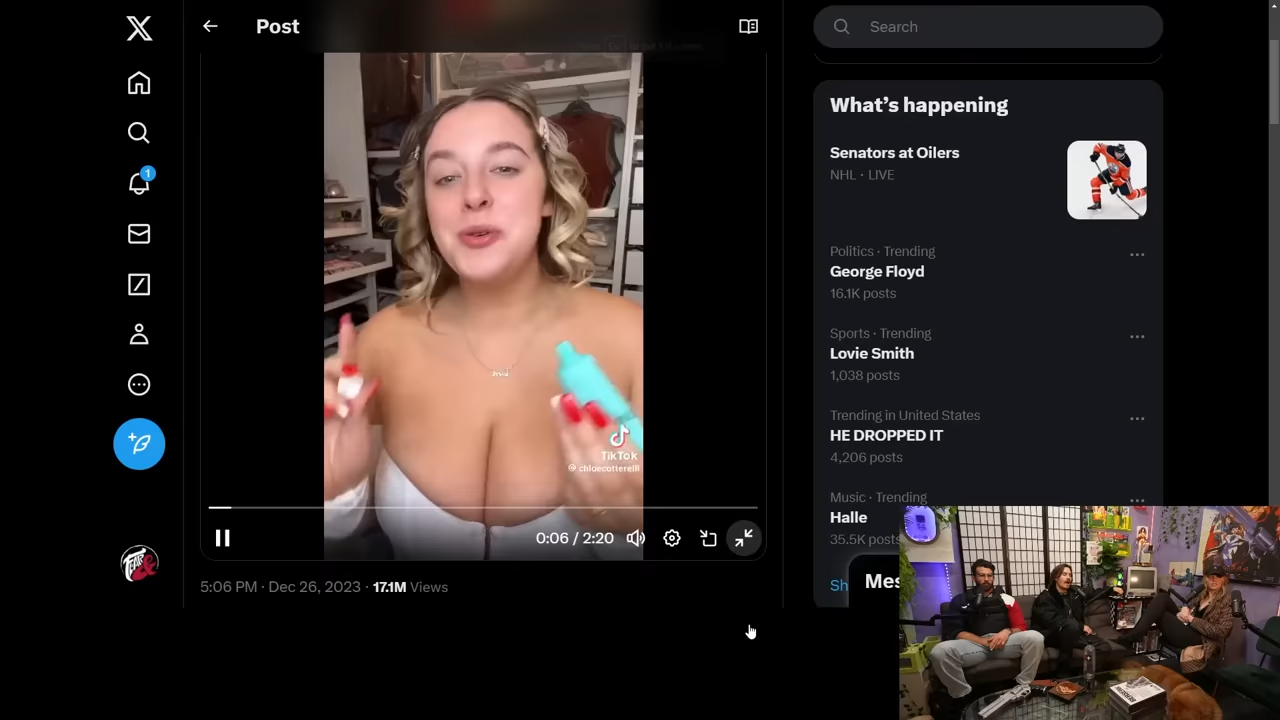 Post
TikTok
@ chloecotterelll
0:06 / 2:20
5:06 PM · Dec 26, 2023 · 17.1M Views
1
Search
What's happening
Senators at Oilers
NHL · LIVE
Politics · Trending
George Floyd
16.1K posts
Sports · Trending
Lovie Smith
1,038 posts
Trending in United States
HE DROPPED IT
4,206 posts
Music · Trending
Halle
35.5K posts
Sh
Mes